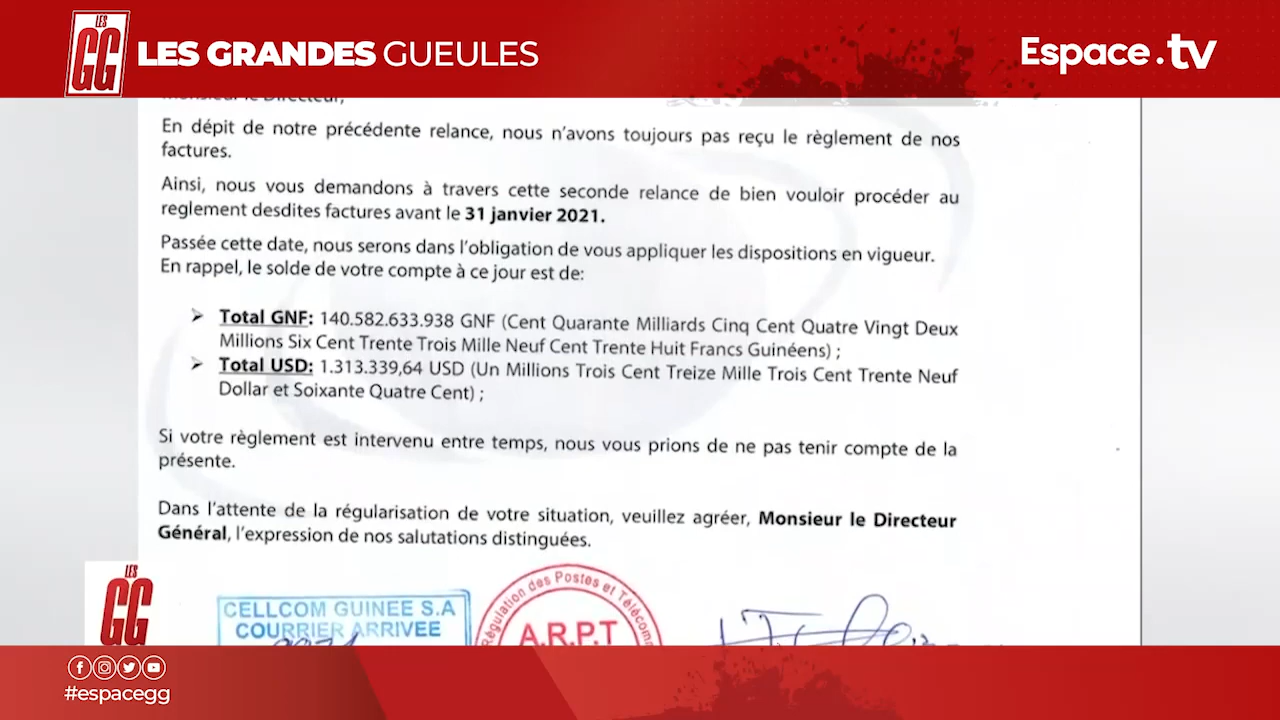 LES
GG
LES GRANDES GUEULES
Espace.tv
Monsieur le Directeur,
En dépit de notre précédente relance, nous n'avons toujours pas reçu le règlement de nos
factures.
Ainsi, nous vous demandons à travers cette seconde relance de bien vouloir procéder au
reglement desdites factures avant le 31 janvier 2021.
Passée cette date, nous serons dans l'obligation de vous appliquer les dispositions en vigueur.
En rappel, le solde de votre compte à ce jour est de:
➢ Total GNF: 140.582.633.938 GNF (Cent Quarante Milliards Cinq Cent Quatre Vingt Deux
Millions Six Cent Trente Trois Mille Neuf Cent Trente Huit Francs Guinéens) ;
➢ Total USD: 1.313.339,64 USD (Un Millions Trois Cent Treize Mille Trois Cent Trente Neuf
Dollar et Soixante Quatre Cent) ;
Si votre règlement est intervenu entre temps, nous vous prions de ne pas tenir compte de la
présente.
Dans l'attente de la régularisation de votre situation, veuillez agréer, Monsieur le Directeur
Général, l'expression de nos salutations distinguées.
LES
GG
CELLCOM GUINEE S.A
COURRIER ARRIVEE
Régulation des Postes et Téléco
A.R.P.T
#espacegg